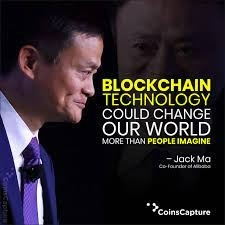 BLOCKCHAIN
TECHNOLOGY
COULD CHANGE
OUR WORLD
MORE THAN PEOPLE IMAGINE
– Jack Ma
Co-Founder of Alibaba
CoinsCapture